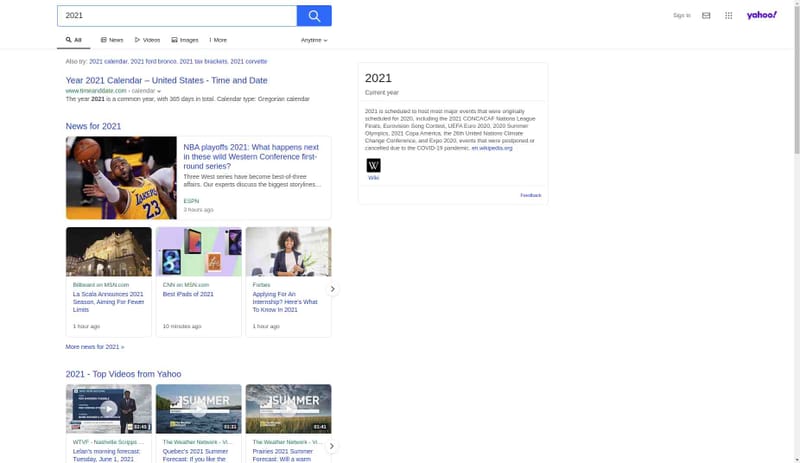 2021
Sign in
yahoo!
All
News
Videos
Images
More
Anytime
Also try: 2021 calendar, 2021 ford bronco, 2021 tax brackets, 2021 corvette
Year 2021 Calendar – United States - Time and Date
www.timeanddate.com › calendar
The year 2021 is a common year, with 365 days in total. Calendar type: Gregorian calendar
News for 2021
NBA playoffs 2021: What happens next
in these wild Western Conference first-
round series?
Three West series have become best-of-three
affairs. Our experts discuss the biggest storylines...
ESPN
3 hours ago
LAKERS
23
Billboard on MSN.com
La Scala Announces 2021
Season, Aiming For Fewer
Limits
1 hour ago
CNN on MSN.com
Best iPads of 2021
10 minutes ago
Forbes
Applying For An
Internship? Here's What
To Know In 2021
1 hour ago
More news for 2021 »
2021 - Top Videos from Yahoo
02:45
WTVF - Nashville Scripps ...
Lelan's morning forecast:
Tuesday, June 1, 2021
SUMMER
01:31
The Weather Network - Vi...
Quebec's 2021 Summer
Forecast: If you like the
SUMMER
01:41
The Weather Network - Vi...
Prairies 2021 Summer
Forecast: Will a warm
2021
Current year
2021 is scheduled to host most major events that were originally
scheduled for 2020, including the 2021 CONCACAF Nations League
Finals, Eurovision Song Contest, UEFA Euro 2020, 2020 Summer
Olympics, 2021 Copa América, the 26th United Nations Climate
Change Conference, and Expo 2020, events that were postponed or
cancelled due to the COVID-19 pandemic. en.wikipedia.org
W
Wiki
Feedback